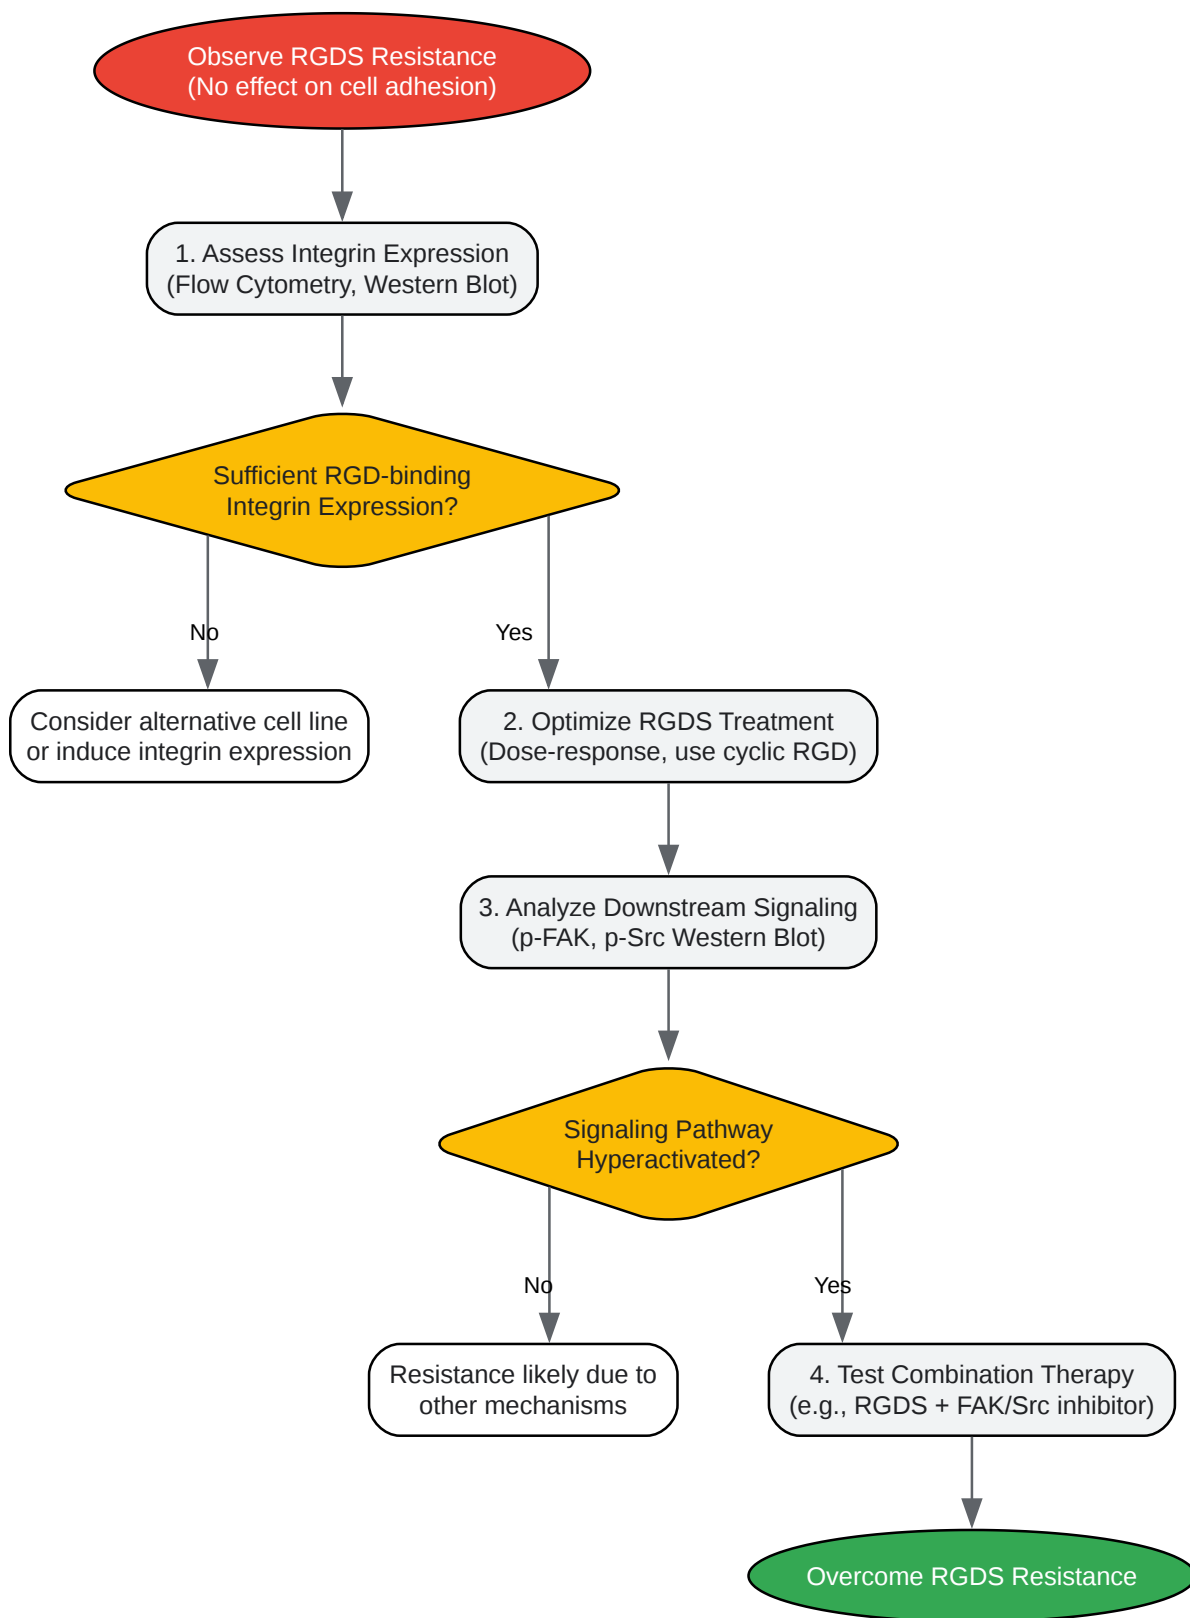 Observe RGDS Resistance
(No effect on cell adhesion)
1. Assess Integrin Expression
(Flow Cytometry, Western Blot)
Sufficient RGD-binding
Integrin Expression?
No
Yes
Consider alternative cell line
or induce integrin expression
2. Optimize RGDS Treatment
(Dose-response, use cyclic RGD)
3. Analyze Downstream Signaling
(p-FAK, p-Src Western Blot)
Signaling Pathway
Hyperactivated?
No
Yes
Resistance likely due to
other mechanisms
4. Test Combination Therapy
(e.g., RGDS + FAK/Src inhibitor)
Overcome RGDS Resistance